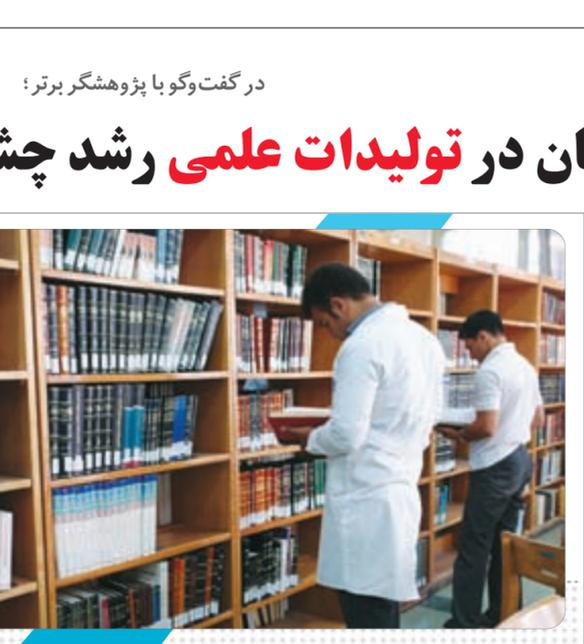 در گفت‌وگو با پژوهشگر برتر؛
در تولیدات علمی رشد